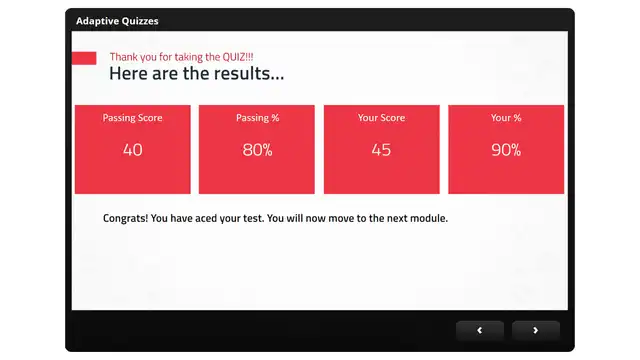 Adaptive Quizzes
Thank you for taking the QUIZ!!!
Here are the results...
Passing Score
40
Passing %
80%
Your Score
45
Your %
90%
Congrats! You have aced your test. You will now move to the next module.